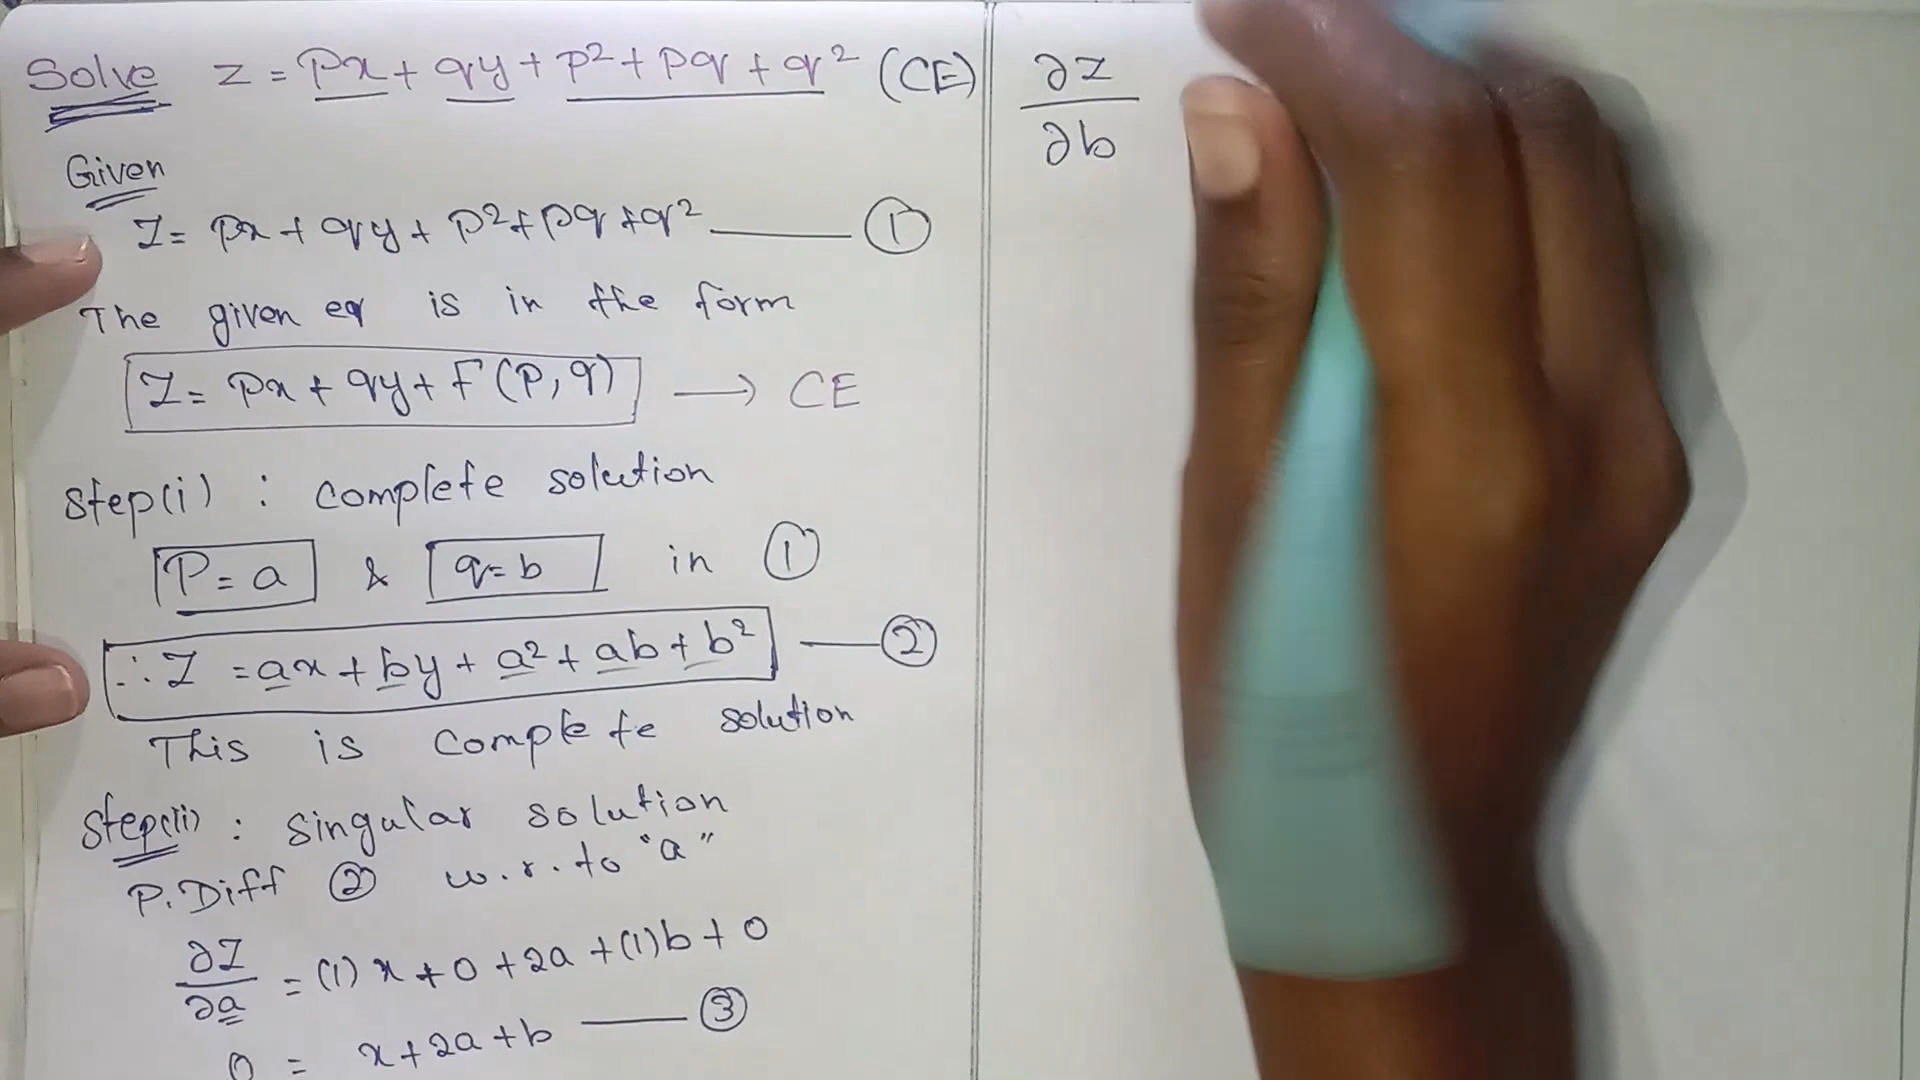 Solve z = px + qy + p² + pq + q² (CE)
Given
Z = px + qy + p² + pq + q² —— ①
The given eq is in the form
Z = px + qy + F(p, q) → CE
step(i) : complete solution
P = a & q = b in ①
∴ Z = ax + by + a² + ab + b² —— ②
This is complete solution
step(ii) : singular solution
P. Diff ② w.r. to "a"
∂Z/∂a = (1) x + 0 + 2a + (1)b + 0
0 = x + 2a + b —— ③
∂z/∂b